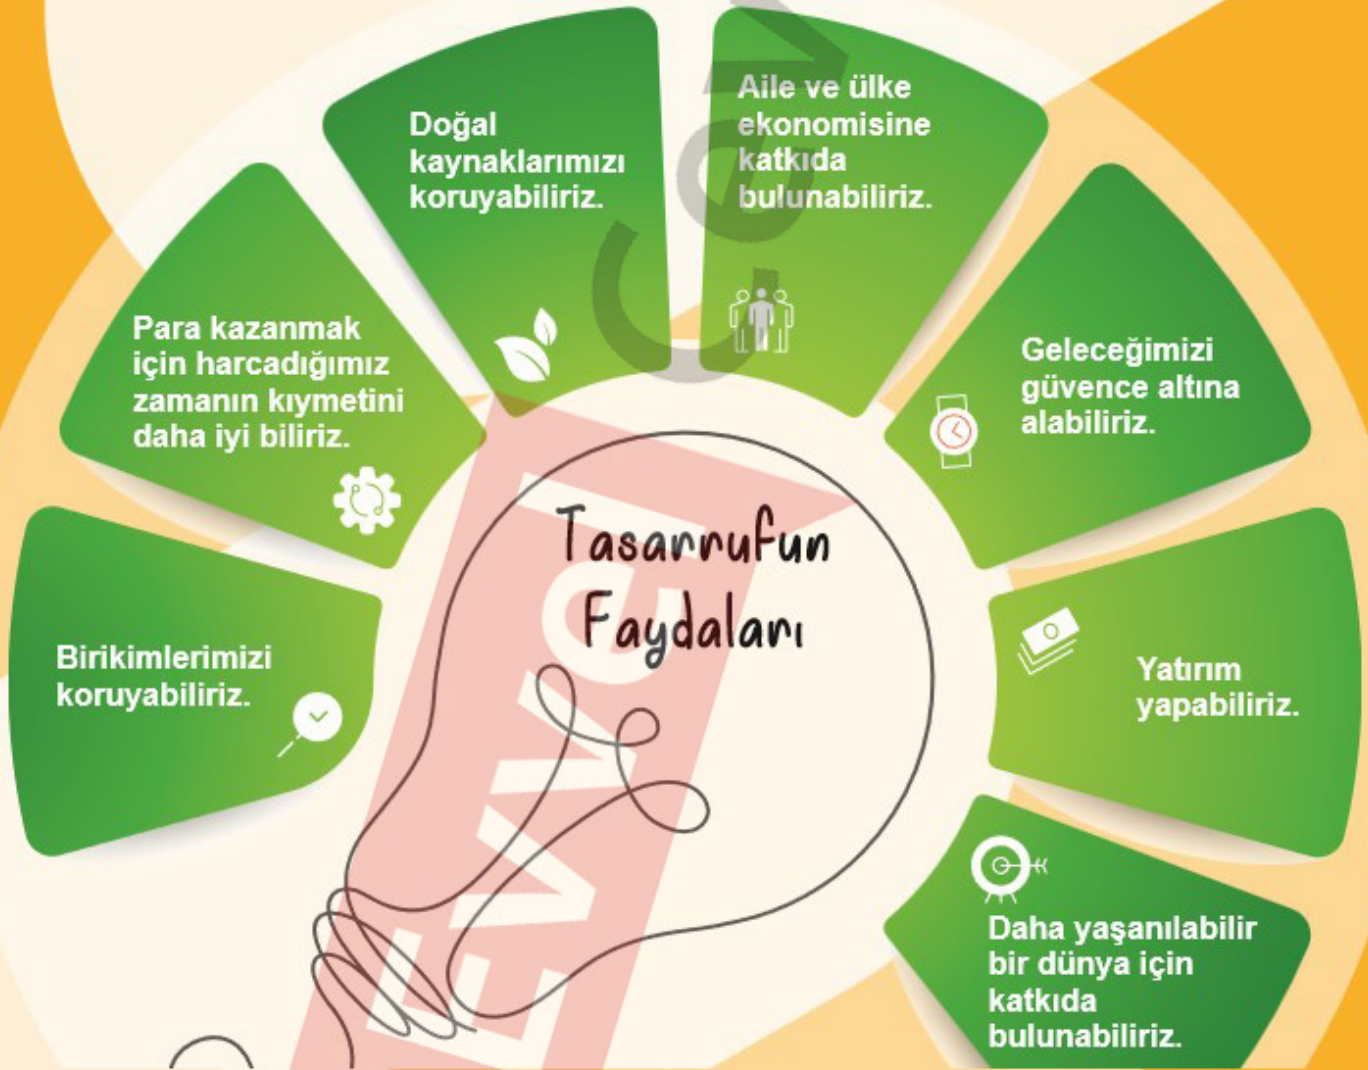 Doğal
kaynaklarımızı
koruyabiliriz.
Aile ve ülke
ekonomisine
katkıda
bulunabiliriz.
Para kazanmak
için harcadığımız
zamanın kıymetini
daha iyi biliriz.
Geleceğimizi
güvence altına
alabiliriz.
Tasarrufun
Faydaları
Birikimlerimizi
koruyabiliriz.
Yatırım
yapabiliriz.
Daha yaşanılabilir
bir dünya için
katkıda
bulunabiliriz.